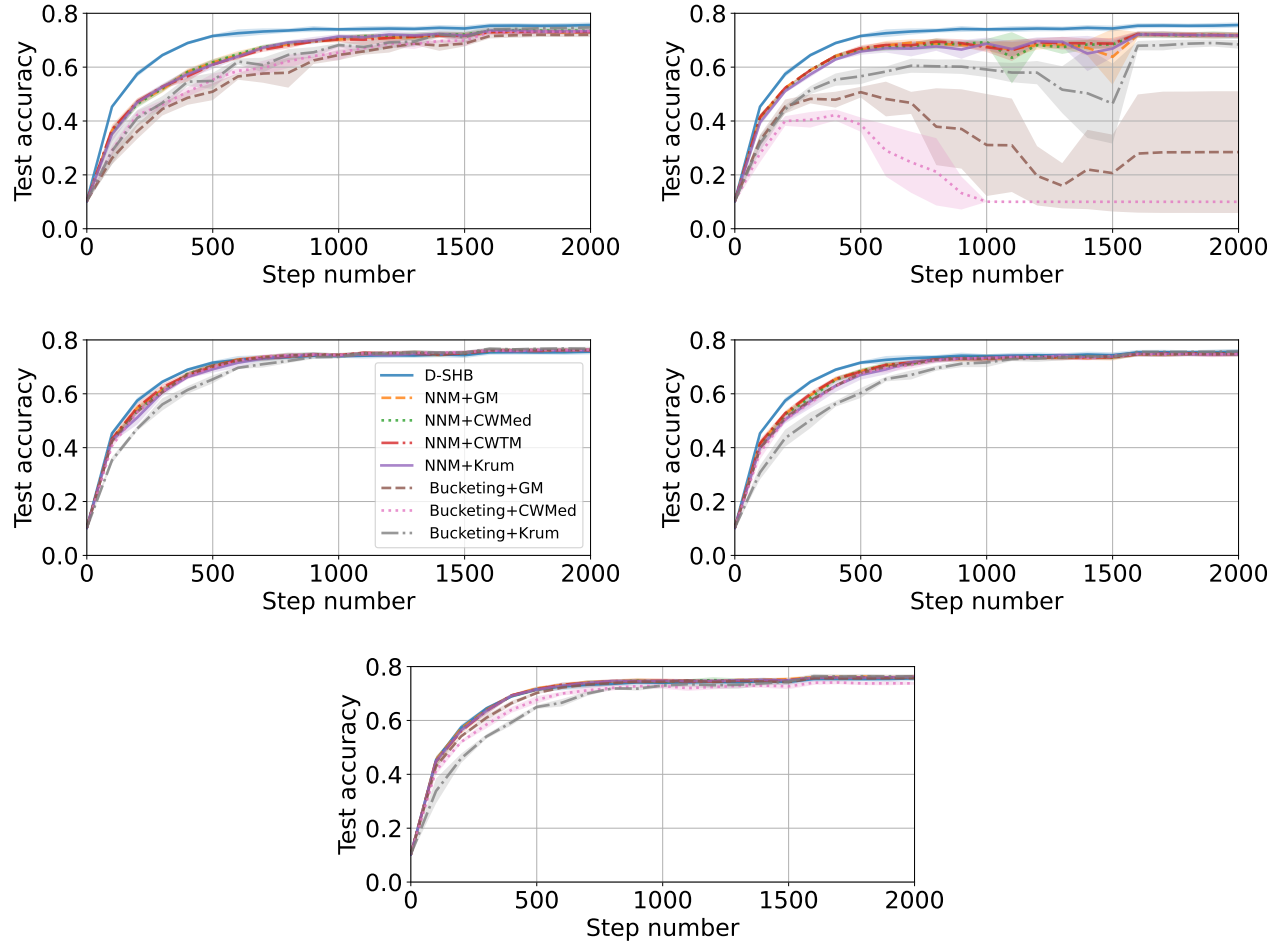 Test accuracy
0.8
0.6
0.4
0.2
0.0
0 500 1000 1500 2000
Step number
Test accuracy
0.8
0.6
0.4
0.2
0.0
0 500 1000 1500 2000
Step number
Test accuracy
0.8
0.6
0.4
0.2
0.0
D-SHB
NNM+GM
NNM+CWMed
NNM+CWTM
NNM+Krum
Bucketing+GM
Bucketing+CWMed
Bucketing+Krum
0 500 1000 1500 2000
Step number
Test accuracy
0.8
0.6
0.4
0.2
0.0
0 500 1000 1500 2000
Step number
Test accuracy
0.8
0.6
0.4
0.2
0.0
0 500 1000 1500 2000
Step number